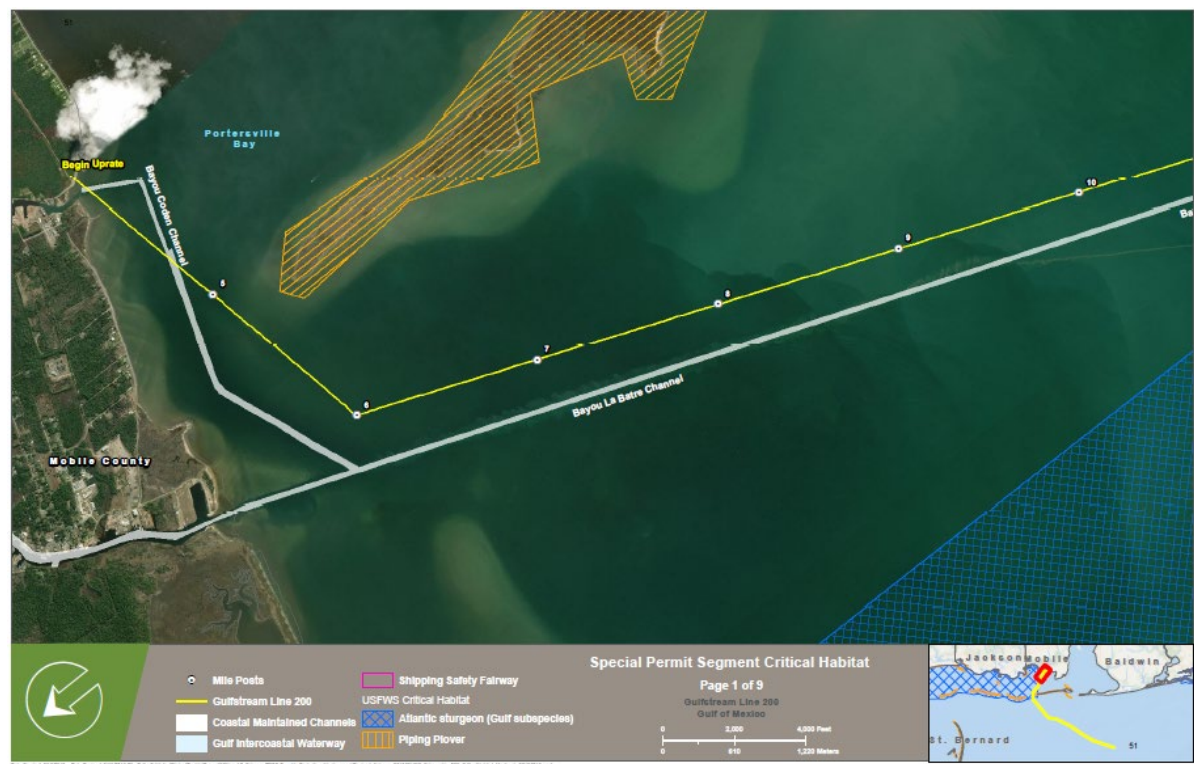 51
Portersville
Bay
Begin Uprate
Bayou Coden Channel
10
Ba
9
5
8
7
6
Bayou La Batre Channel
Mobile County
Special Permit Segment Critical Habitat
Page 1 of 9
Gulfstream Line 200
Gulf of Mexico
0 2,000 4,000 Feet
0 610 1,220 Meters
Mile Posts
Gulfstream Line 200
Coastal Maintained Channels
Gulf Intercoastal Waterway
Shipping Safety Fairway
USFWS Critical Habitat
Atlantic sturgeon (Gulf subspecies)
Piping Plover
Jackson Mobile
Baldwin
St. Bernard
51